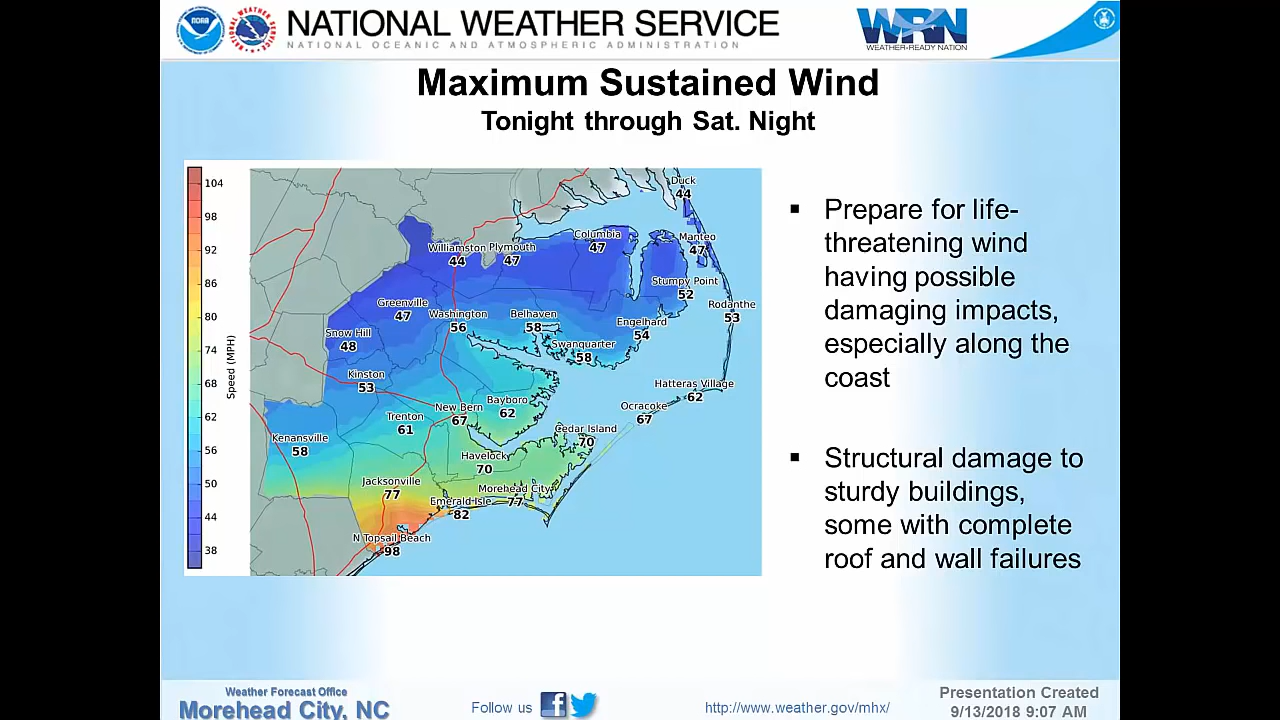 NOAA
NATIONAL WEATHER SERVICE
NATIONAL OCEANIC AND ATMOSPHERIC ADMINISTRATION
WRN
WEATHER-READY NATION
Maximum Sustained Wind
Tonight through Sat. Night
104
98
92
86
80
74
68
62
56
50
44
38
Speed (MPH)
Duck
44
Columbia
47
Manteo
47
Williamston
44
Plymouth
47
Stumpy Point
52
Rodanthe
53
Greenville
47
Washington
56
Belhaven
58
Engelhard
54
Snow Hill
48
Swanquarter
58
Kinston
53
Hatteras Village
62
Bayboro
62
New Bern
67
Ocracoke
67
Trenton
61
Cedar Island
70
Kenansville
58
Havelock
70
Jacksonville
77
Morehead City
77
Emerald Isle
82
N Topsail Beach
98
▪ Prepare for life-
threatening wind
having possible
damaging impacts,
especially along the
coast
▪ Structural damage to
sturdy buildings,
some with complete
roof and wall failures
Weather Forecast Office
Morehead City, NC
Follow us
http://www.weather.gov/mhx/
Presentation Created
9/13/2018 9:07 AM